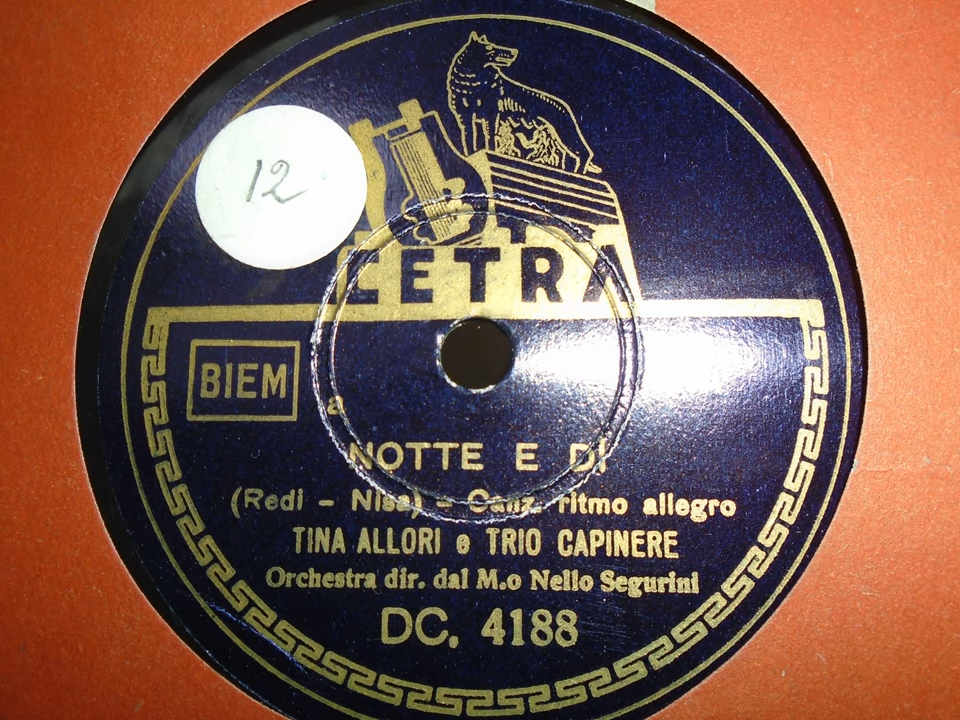 12
CETRA
BIEM
a
NOTTE E DÌ
(Redi - Nisa) - Canz. ritmo allegro
TINA ALLORI e TRIO CAPINERE
Orchestra dir. dal M.o Nello Segurini
DC. 4188